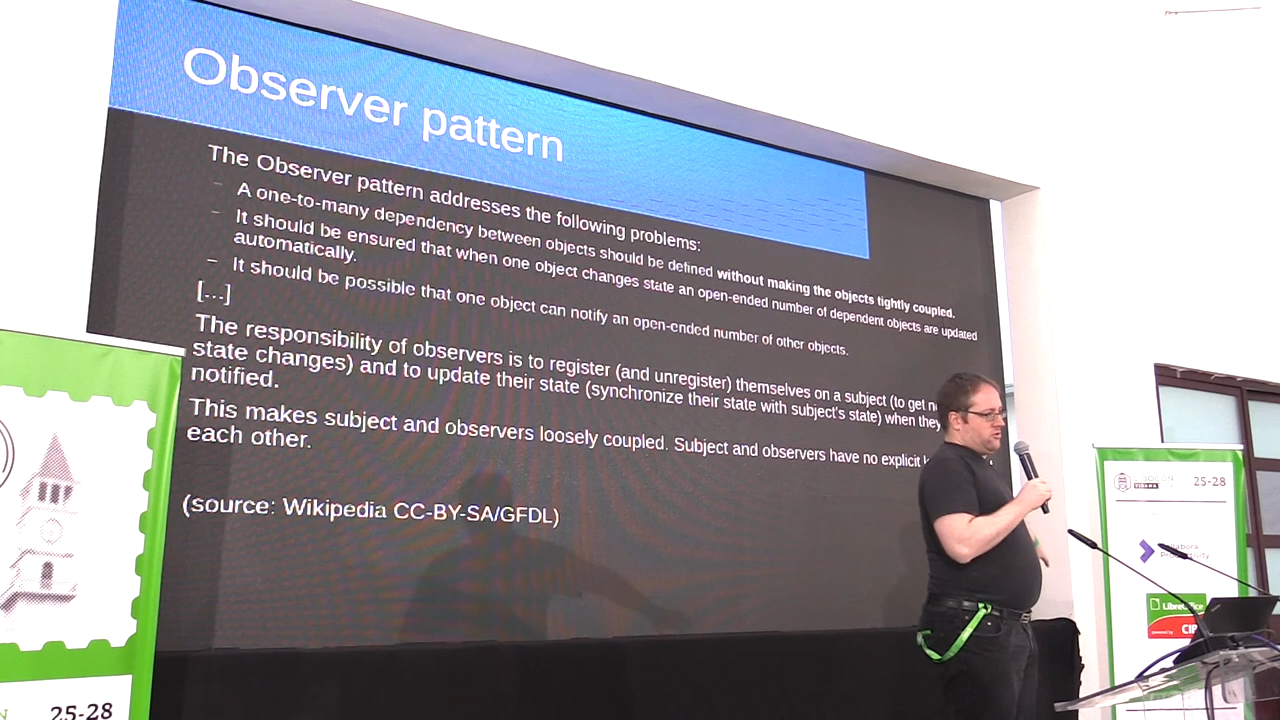 Observer pattern
The Observer pattern addresses the following problems:
– A one-to-many dependency between objects should be defined without making the objects tightly coupled.
– It should be ensured that when one object changes state an open-ended number of dependent objects are updated
automatically.
– It should be possible that one object can notify an open-ended number of other objects.
[...]
The responsibility of observers is to register (and unregister) themselves on a subject (to get
state changes) and to update their state (synchronize their state with subject's state) when they
notified.
This makes subject and observers loosely coupled. Subject and observers have no explicit
each other.
(source: Wikipedia CC-BY-SA/GFDL)
25-28
25-28
LibreOffice
powered by CIB